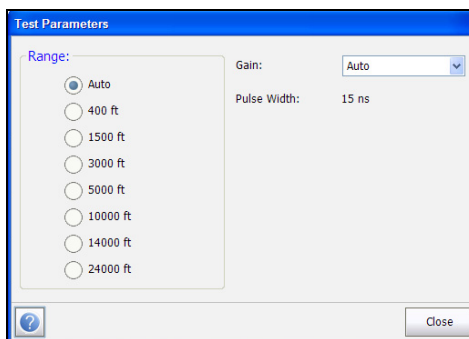 Test Parameters
Range:
Auto
400 ft
1500 ft
3000 ft
5000 ft
10000 ft
14000 ft
24000 ft
Gain: Auto
Pulse Width: 15 ns
?
Close